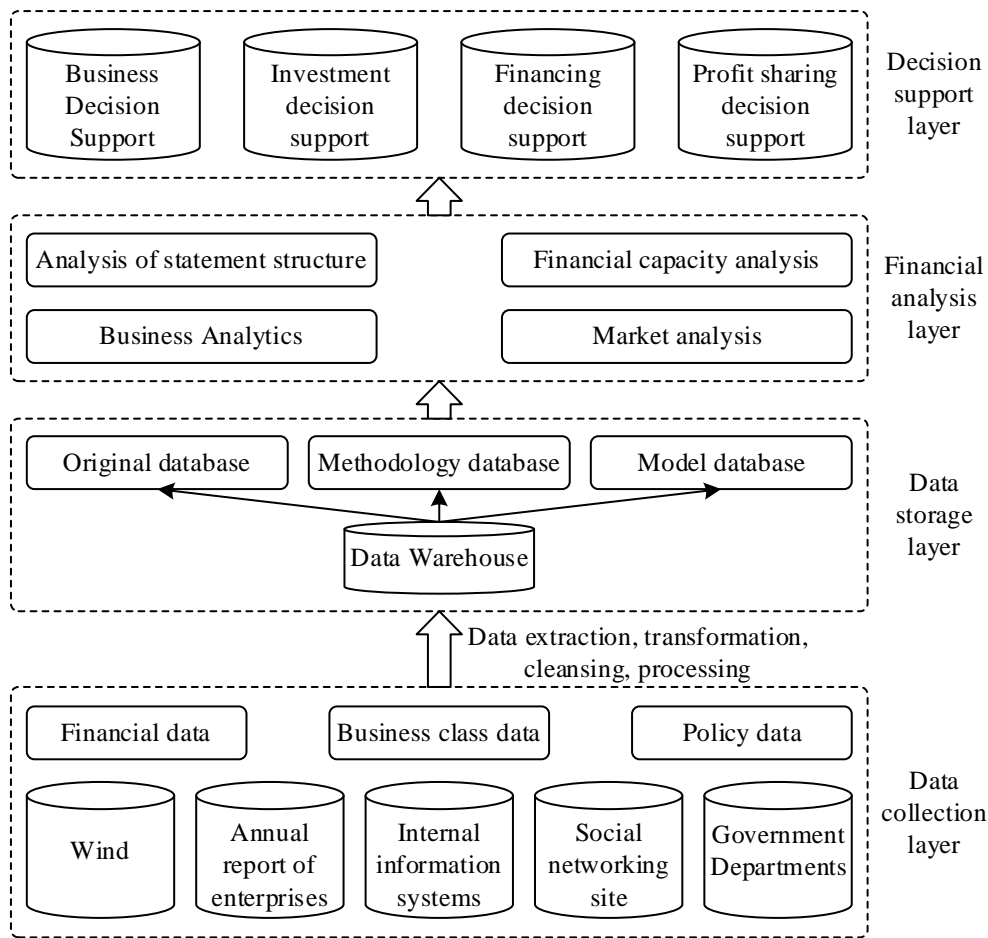 Business
Decision
Support
Investment
decision
support
Financing
decision
support
Profit sharing
decision
support
Decision
support
layer
Analysis of statement structure
Financial capacity analysis
Business Analytics
Market analysis
Financial
analysis
layer
Original database
Methodology database
Model database
Data Warehouse
Data
storage
layer
Data extraction, transformation,
cleansing, processing
Financial data
Business class data
Policy data
Wind
Annual
report of
enterprises
Internal
information
systems
Social
networking
site
Government
Departments
Data
collection
layer